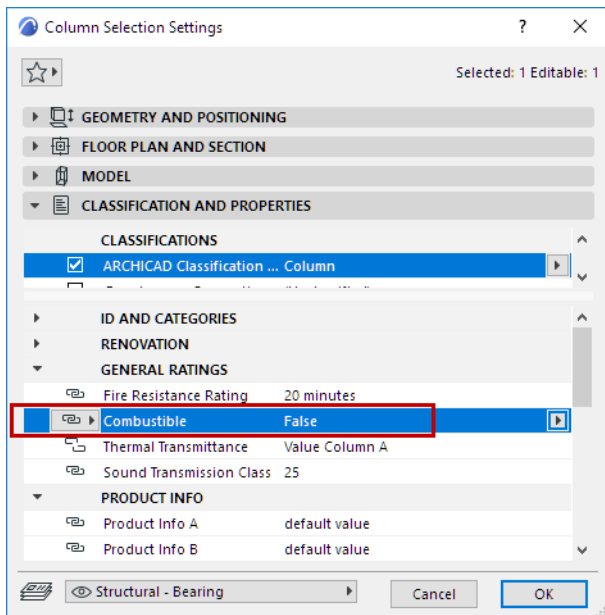 Column Selection Settings ? ×
Selected: 1 Editable: 1
GEOMETRY AND POSITIONING
FLOOR PLAN AND SECTION
MODEL
CLASSIFICATION AND PROPERTIES
CLASSIFICATIONS
ARCHICAD Classification ... Column
ID AND CATEGORIES
RENOVATION
GENERAL RATINGS
Fire Resistance Rating 20 minutes
Combustible False
Thermal Transmittance Value Column A
Sound Transmission Class 25
PRODUCT INFO
Product Info A default value
Product Info B default value
Structural - Bearing Cancel OK